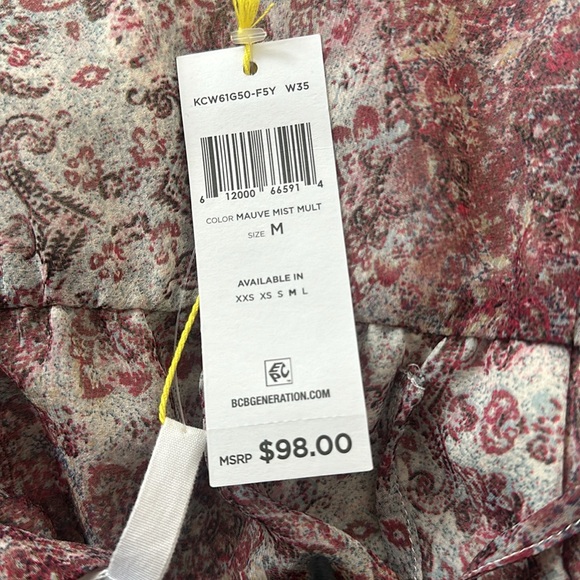 KCW61G50-F5Y W35
6 12000 66591 4
COLOR MAUVE MIST MULT
SIZE M
AVAILABLE IN
XXS XS S M L
BCBGENERATION.COM
MSRP $98.00